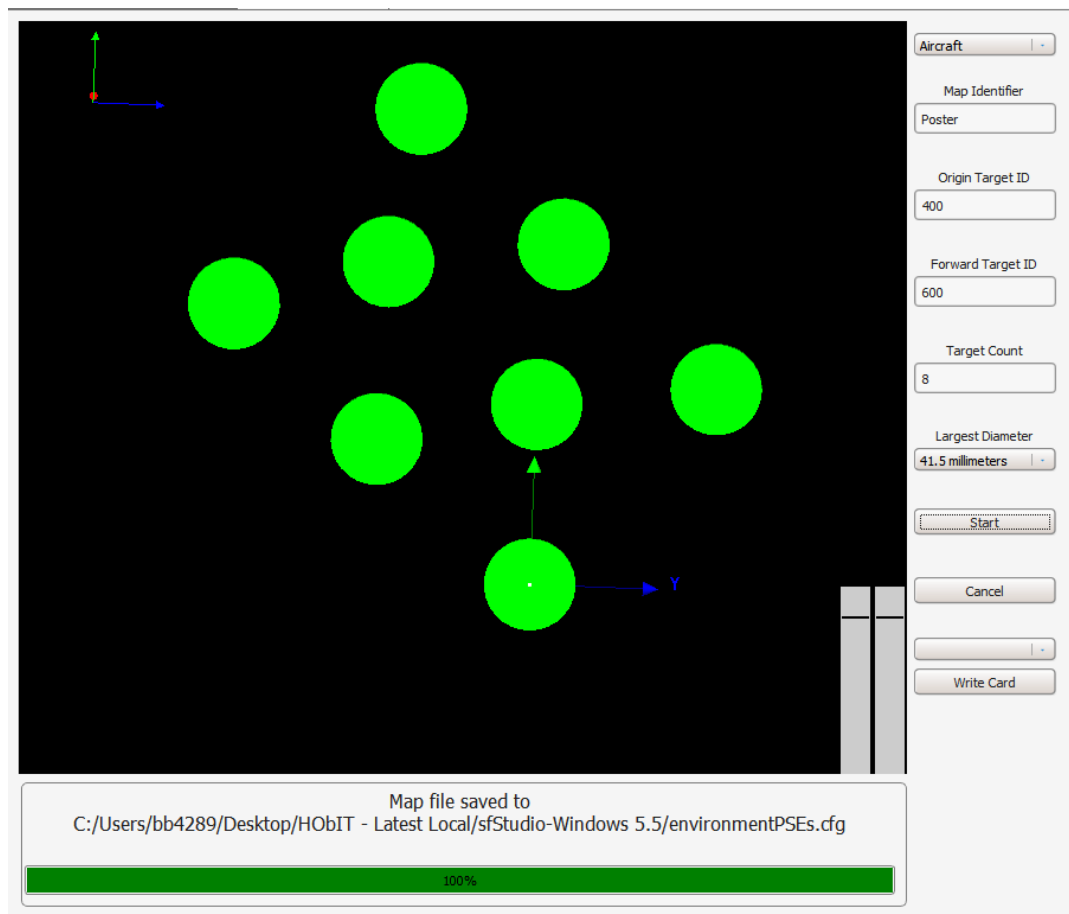 Aircraft
Map Identifier
Poster
Origin Target ID
400
Forward Target ID
600
Target Count
8
Largest Diameter
41.5 millimeters
Start
Cancel
Write Card
Y
Map file saved to
C:/Users/bb4289/Desktop/HObIT - Latest Local/sfStudio-Windows 5.5/environmentPSEs.cfg
100%